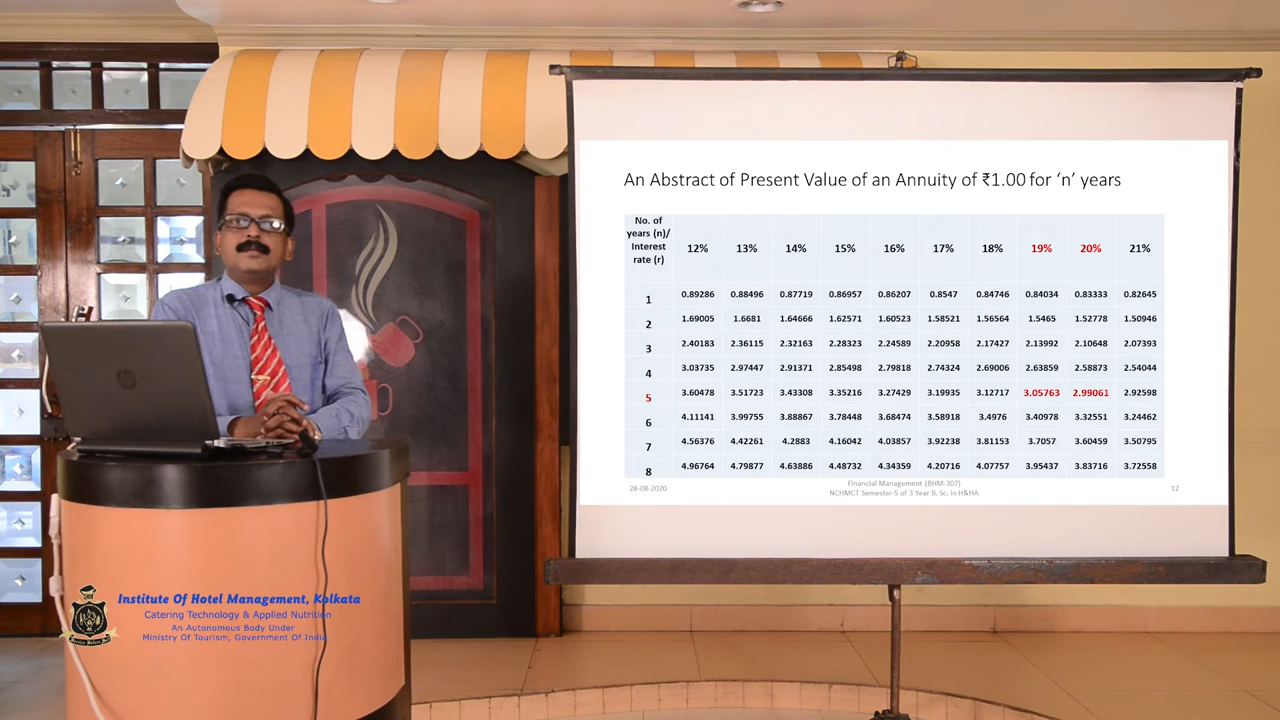 An Abstract of Present Value of an Annuity of ₹1.00 for ‘n’ years
No. of
years (n)/
Interest
rate (r)
12% 13% 14% 15% 16% 17% 18% 19% 20% 21%
1 0.89286 0.88496 0.87719 0.86957 0.86207 0.8547 0.84746 0.84034 0.83333 0.82645
2 1.69005 1.6681 1.64666 1.62571 1.60523 1.58521 1.56564 1.5465 1.52778 1.50946
3 2.40183 2.36115 2.32163 2.28323 2.24589 2.20958 2.17427 2.13992 2.10648 2.07393
4 3.03735 2.97447 2.91371 2.85498 2.79818 2.74324 2.69006 2.63859 2.58873 2.54044
5 3.60478 3.51723 3.43308 3.35216 3.27429 3.19935 3.12717 3.05763 2.99061 2.92598
6 4.11141 3.99755 3.88867 3.78448 3.68474 3.58918 3.4976 3.40978 3.32551 3.24462
7 4.56376 4.42261 4.2883 4.16042 4.03857 3.92238 3.81153 3.7057 3.60459 3.50795
8 4.96764 4.79877 4.63886 4.48732 4.34359 4.20716 4.07757 3.95437 3.83716 3.72558
28-08-2020
Financial Management (BHM-307)
NCHMCT Semester-5 of 3 Year B. Sc. in H&HA
12
Institute Of Hotel Management, Kolkata
Catering Technology & Applied Nutrition
An Autonomous Body Under
Ministry Of Tourism, Government Of India